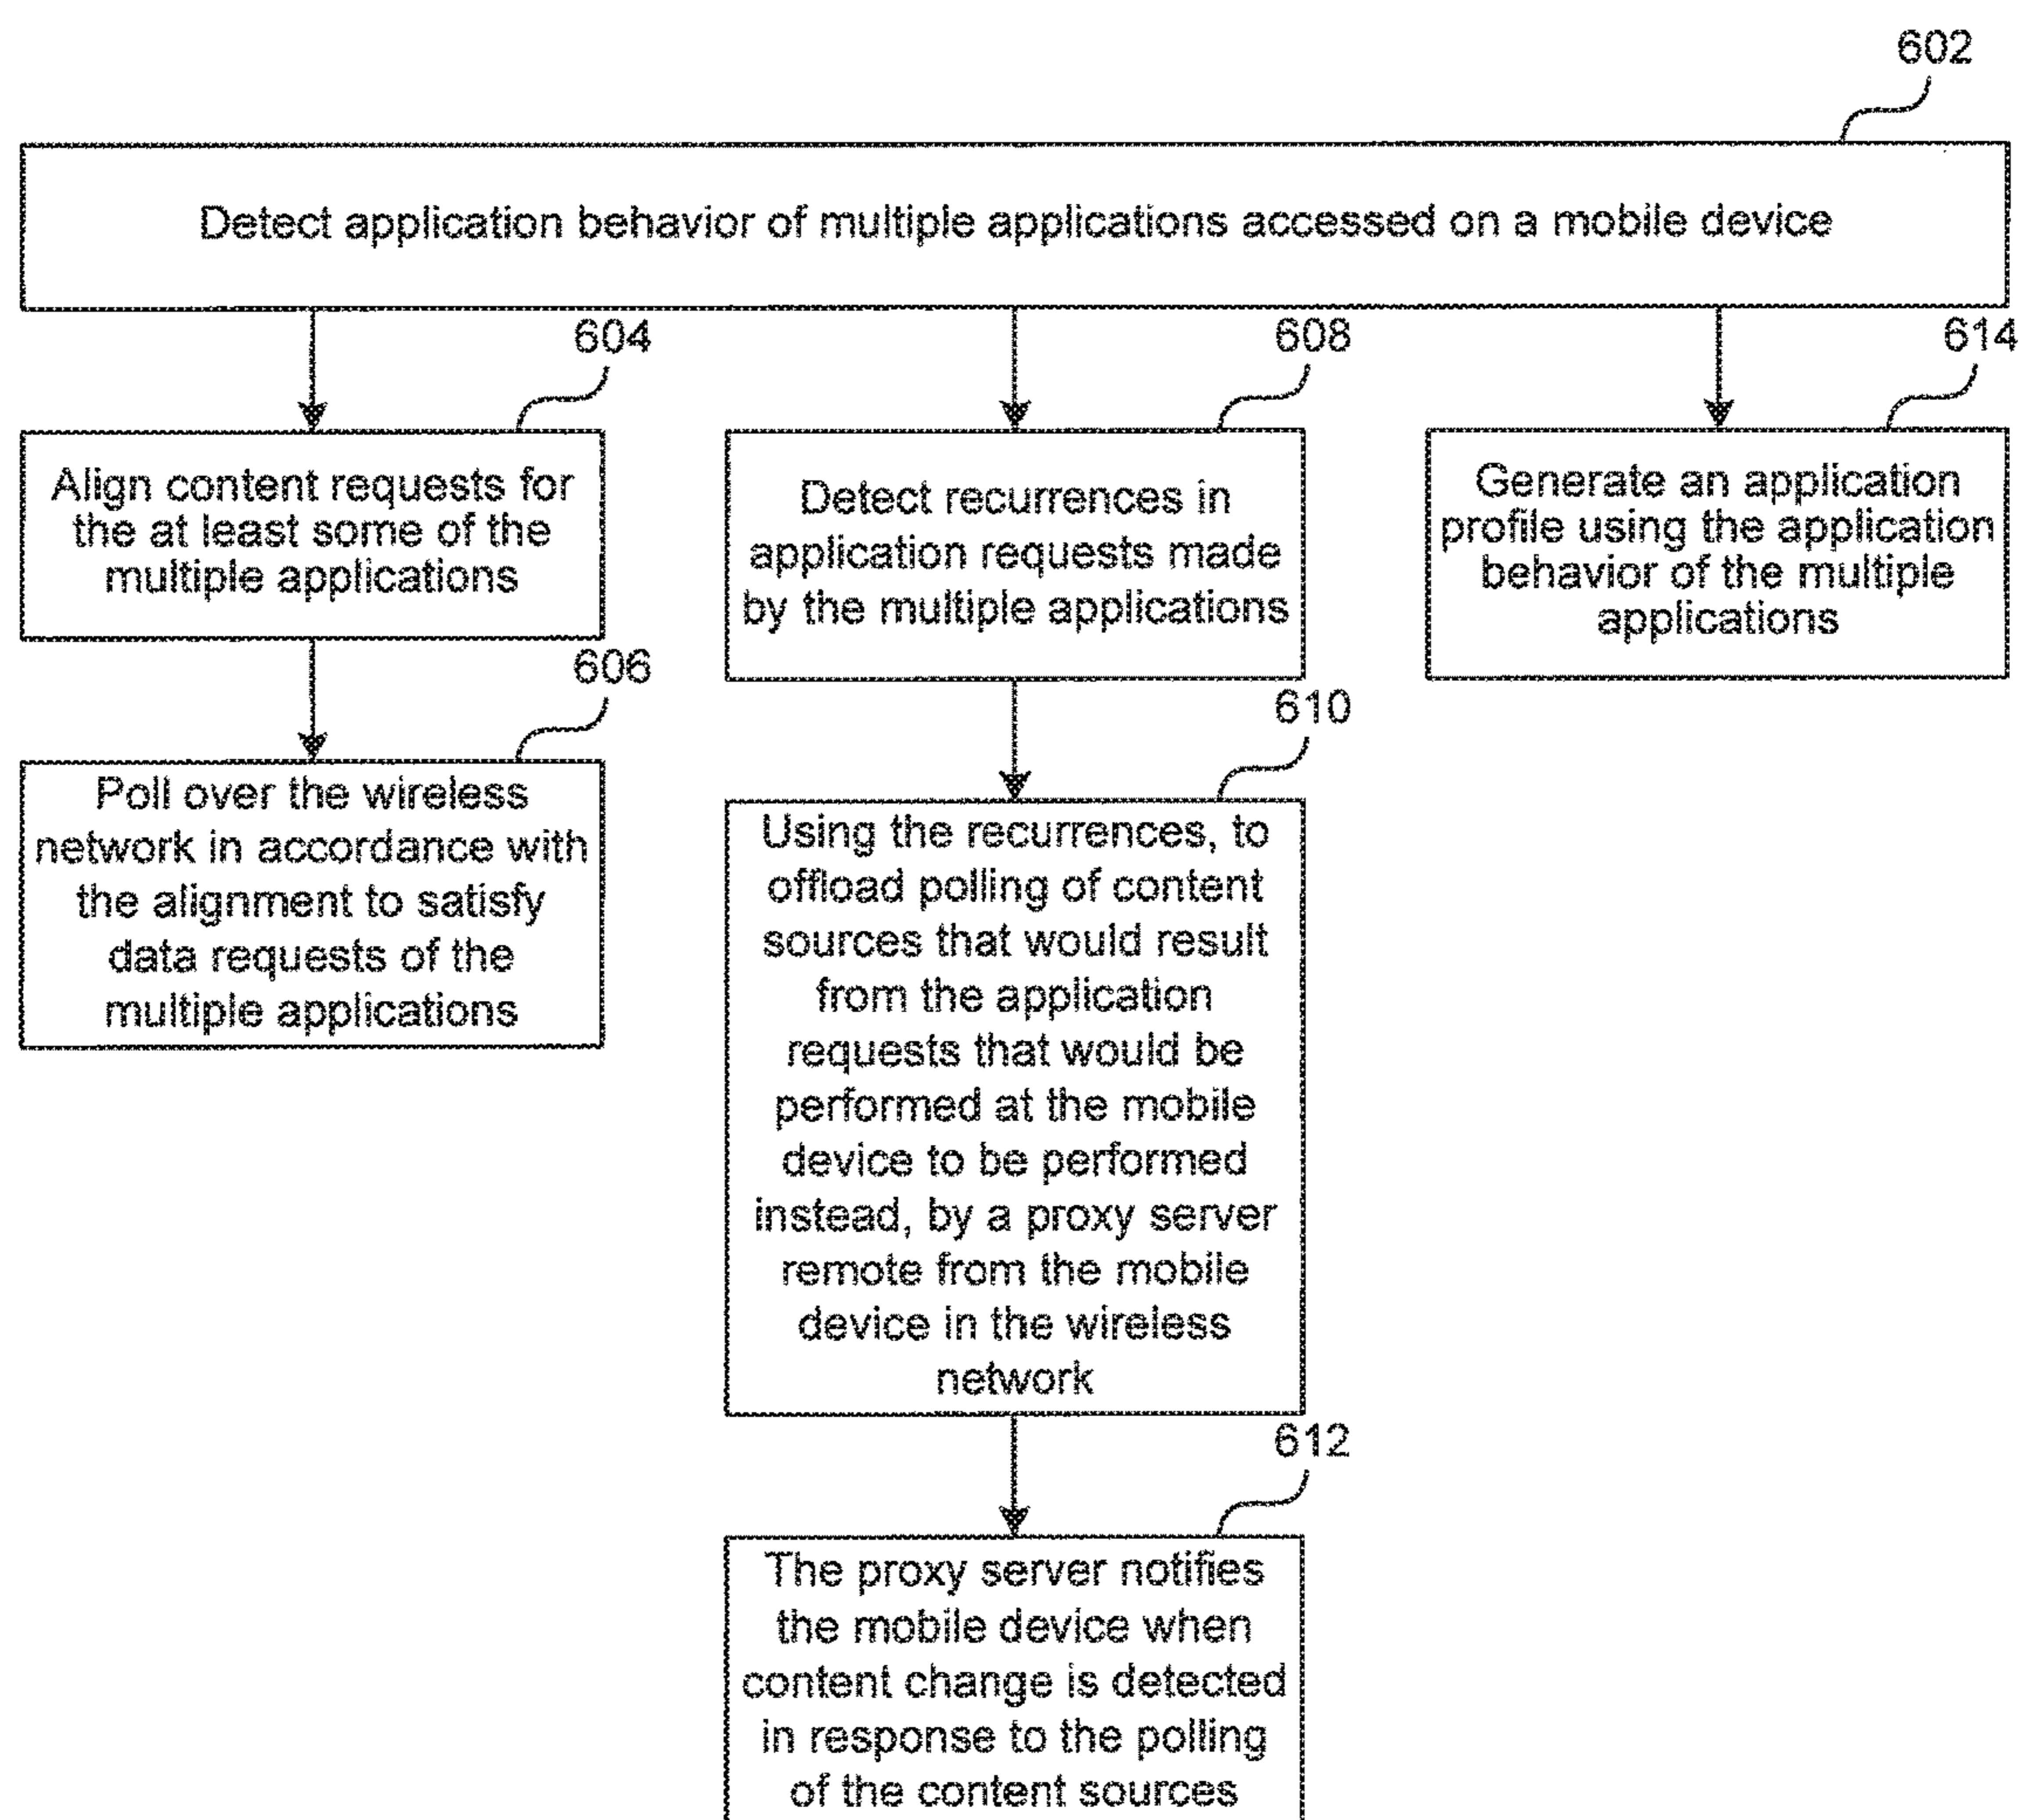 602
Detect application behavior of multiple applications accessed on a mobile device
604
Align content requests for
the at least some of the
multiple applications
606
Poll over the wireless
network in accordance with
the alignment to satisfy
data requests of the
multiple applications
608
Detect recurrences in
application requests made
by the multiple applications
610
Using the recurrences, to
offload polling of content
sources that would result
from the application
requests that would be
performed at the mobile
device to be performed
instead, by a proxy server
remote from the mobile
device in the wireless
network
612
The proxy server notifies
the mobile device when
content change is detected
in response to the polling
of the content sources
614
Generate an application
profile using the application
behavior of the multiple
applications